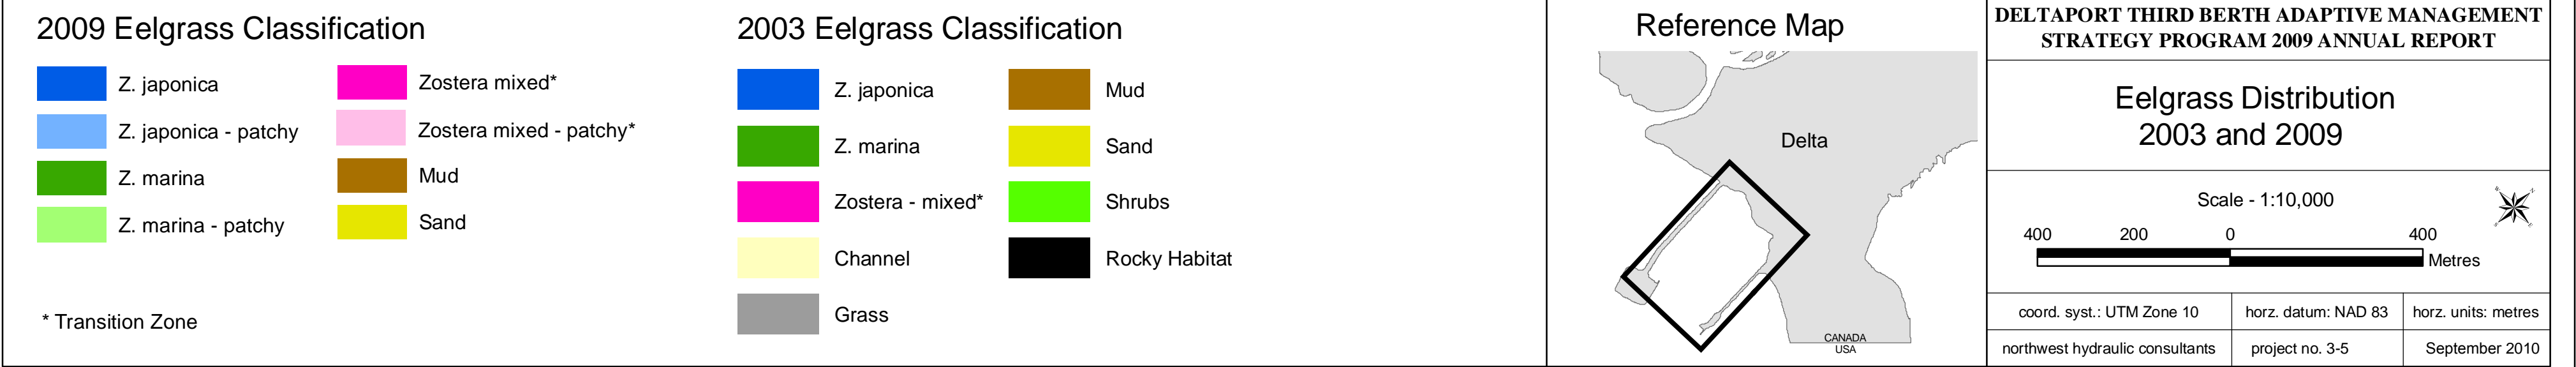 2009 Eelgrass Classification
Z. japonica
Z. japonica - patchy
Z. marina
Z. marina - patchy
Zostera mixed*
Zostera mixed - patchy*
Mud
Sand
* Transition Zone
2003 Eelgrass Classification
Z. japonica
Z. marina
Zostera - mixed*
Channel
Grass
Mud
Sand
Shrubs
Rocky Habitat
Reference Map
Delta
CANADA
USA
DELTAPORT THIRD BERTH ADAPTIVE MANAGEMENT
STRATEGY PROGRAM 2009 ANNUAL REPORT
Eelgrass Distribution
2003 and 2009
Scale - 1:10,000
400 200 0 400
Metres
coord. syst.: UTM Zone 10
horz. datum: NAD 83
horz. units: metres
northwest hydraulic consultants
project no. 3-5
September 2010